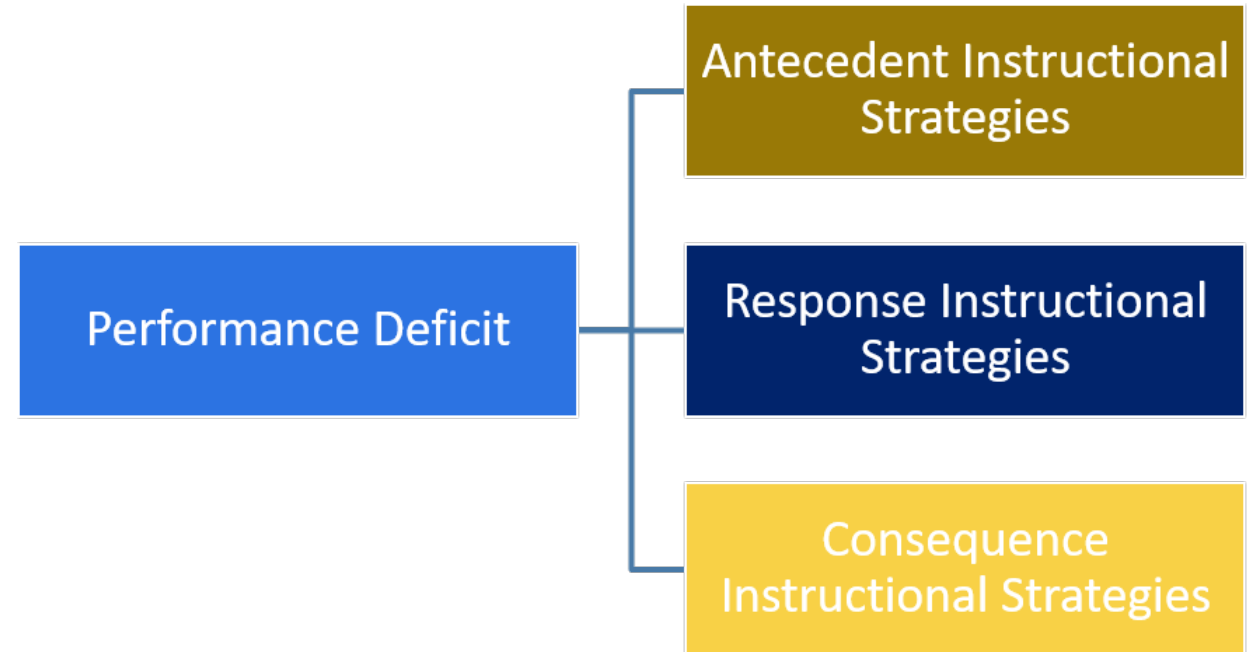 Antecedent Instructional
Strategies
Performance Deficit
Response Instructional
Strategies
Consequence
Instructional Strategies